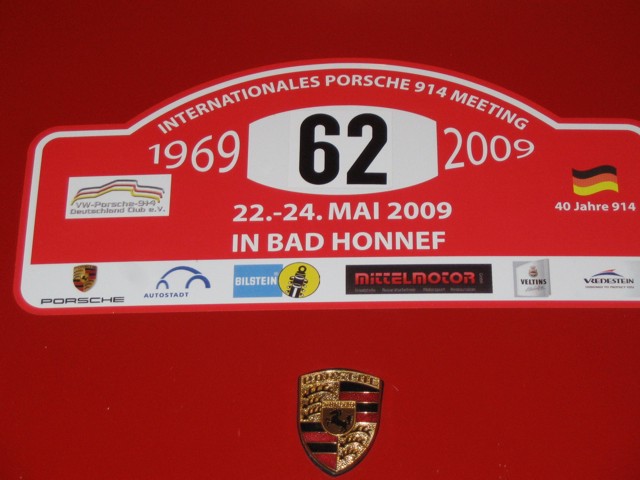 INTERNATIONALES PORSCHE 914 MEETING
1969 62 2009
VW-Porsche-914
Deutschland Club e.V.
22.-24. MAI 2009
40 Jahre 914
IN BAD HONNEF
PORSCHE
AUTOSTADT
BILSTEIN
MITTELMOTOR
VELTINS
VREDESTEIN
PORSCHE